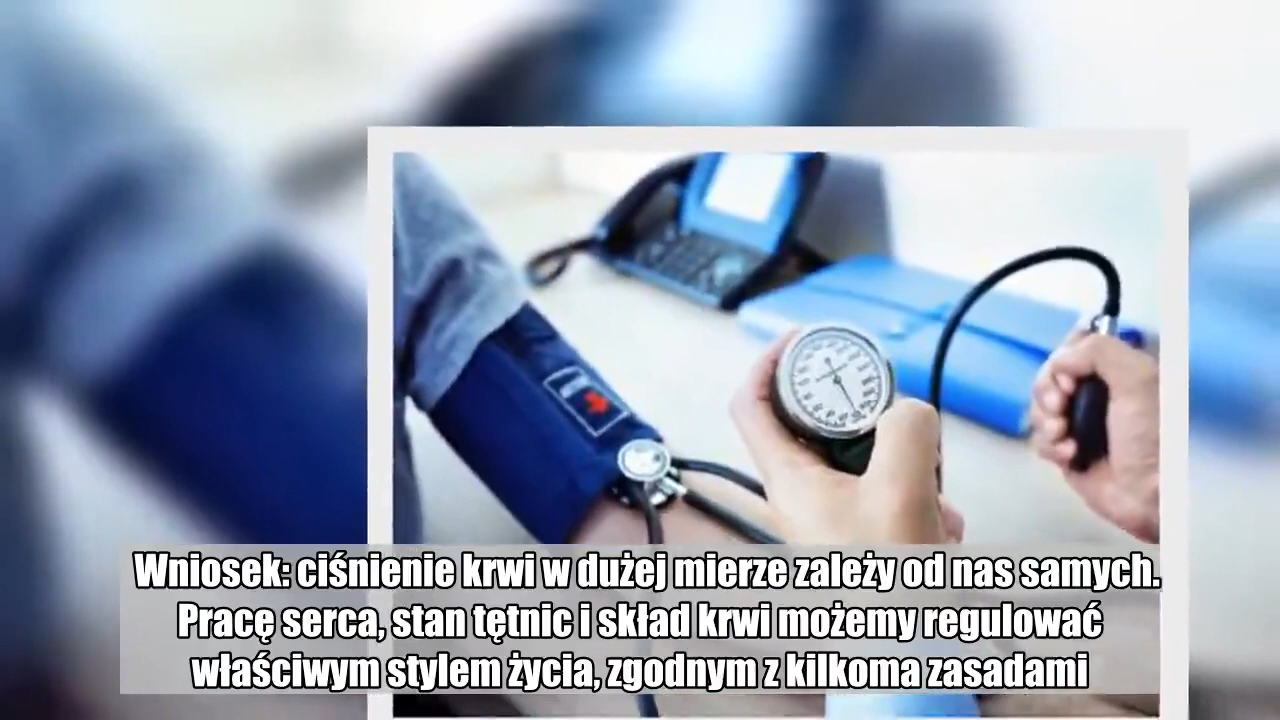 Wniosek: ciśnienie krwi w dużej mierze zależy od nas samych.
Pracę serca, stan tętnic i skład krwi możemy regulować
właściwym stylem życia, zgodnym z kilkoma zasadami